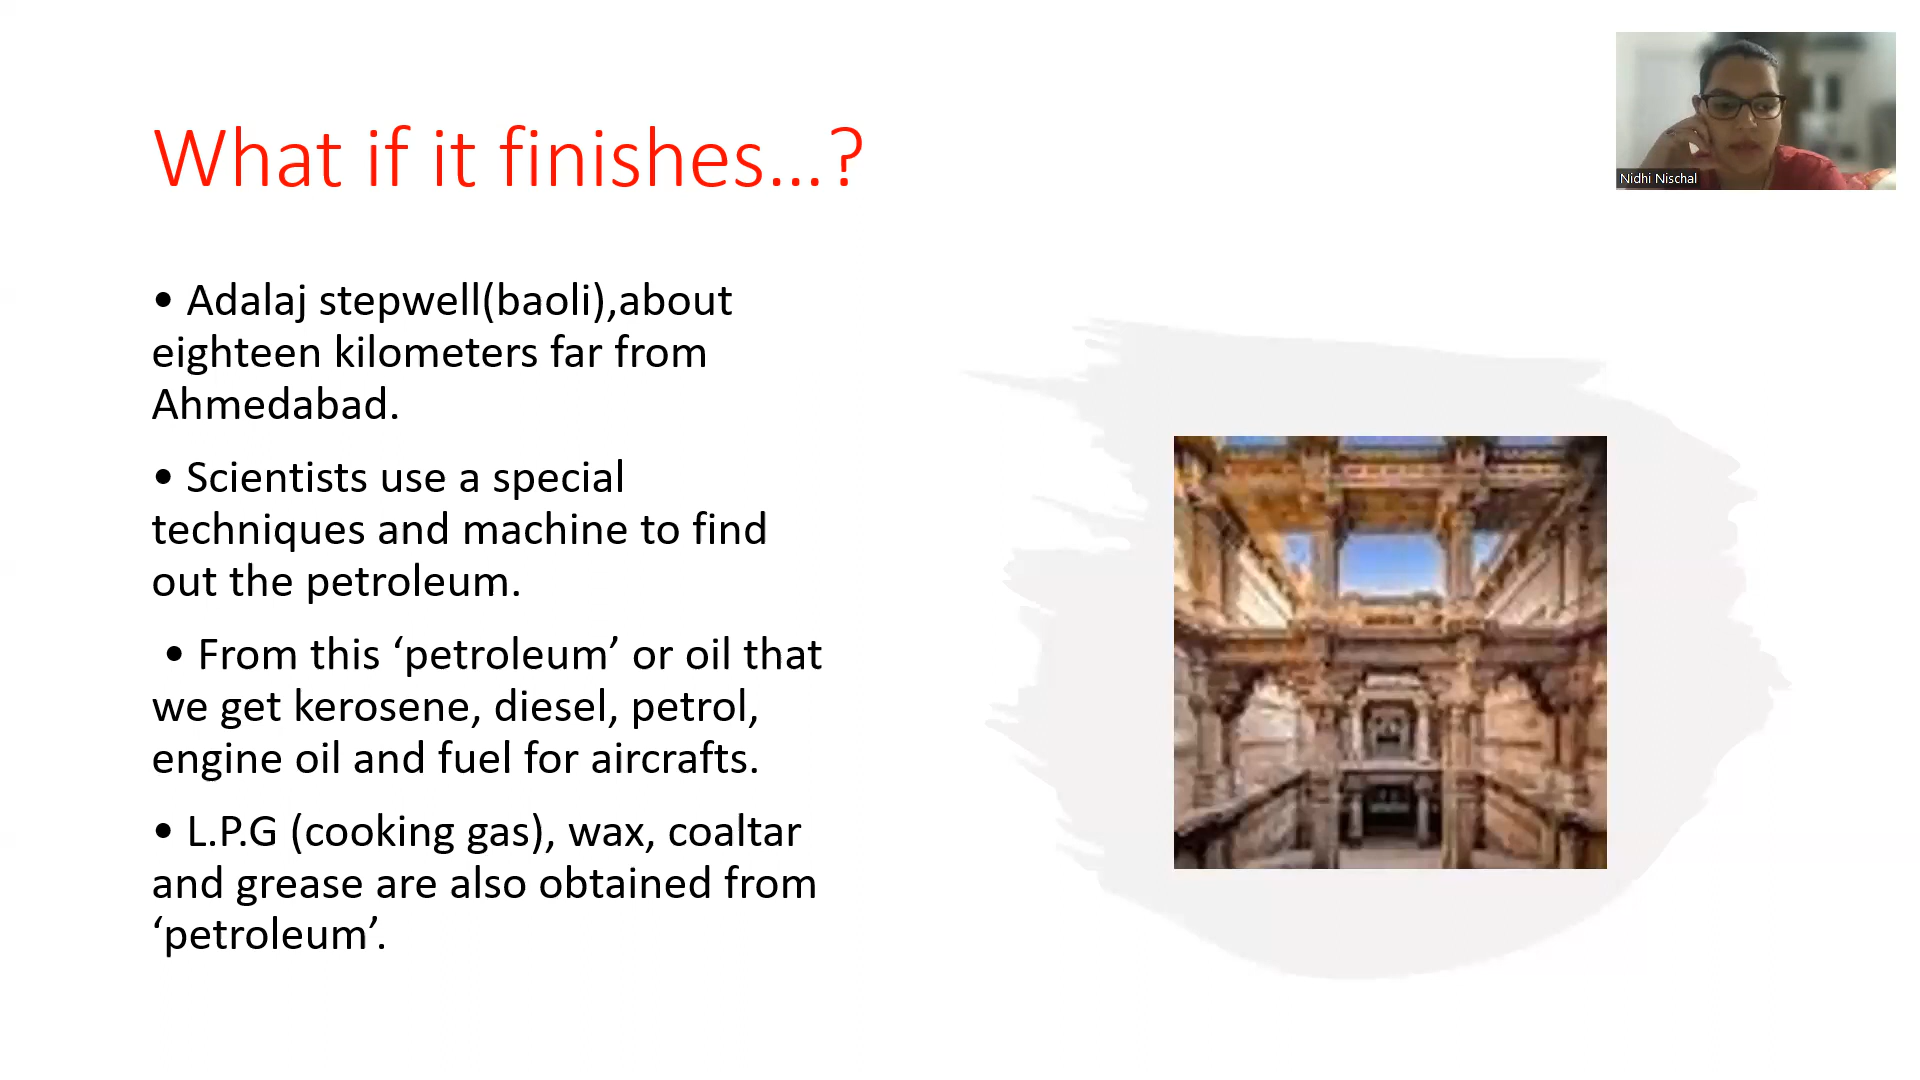 What if it finishes...?
Nidhi Nischal
• Adalaj stepwell(baoli),about
eighteen kilometers far from
Ahmedabad.
• Scientists use a special
techniques and machine to find
out the petroleum.
• From this ‘petroleum’ or oil that
we get kerosene, diesel, petrol,
engine oil and fuel for aircrafts.
• L.P.G (cooking gas), wax, coaltar
and grease are also obtained from
‘petroleum’.